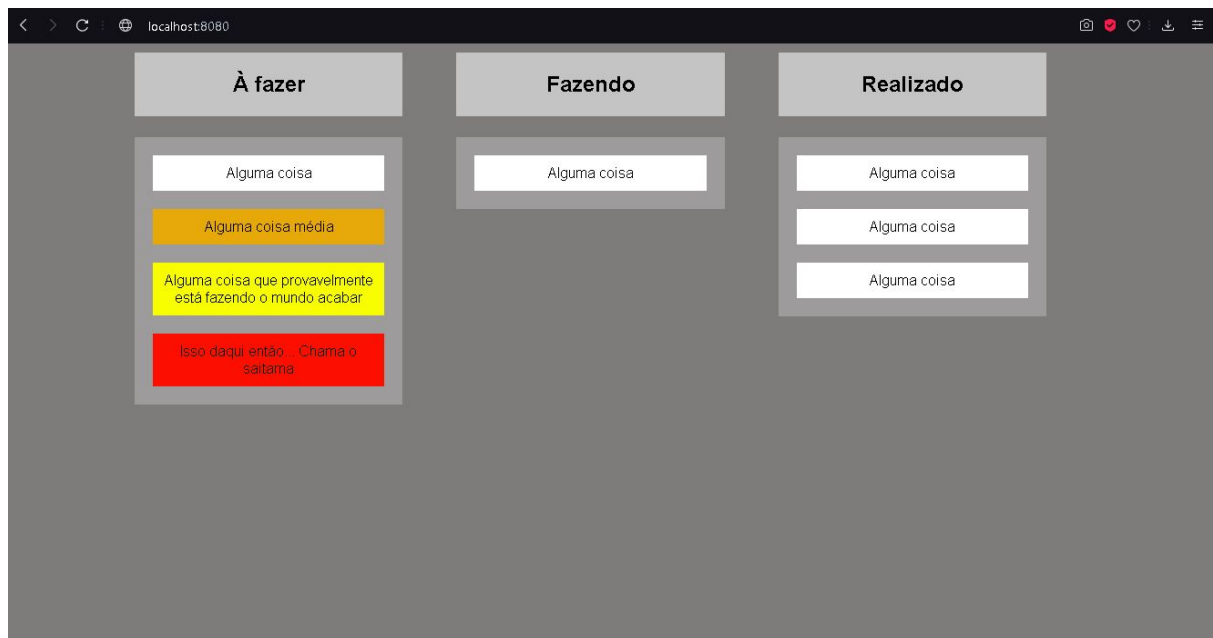 localhost:8080
À fazer
Fazendo
Realizado
Alguma coisa
Alguma coisa média
Alguma coisa que provavelmente
está fazendo o mundo acabar
Isso daqui então... Chama o
saitama
Alguma coisa
Alguma coisa
Alguma coisa
Alguma coisa